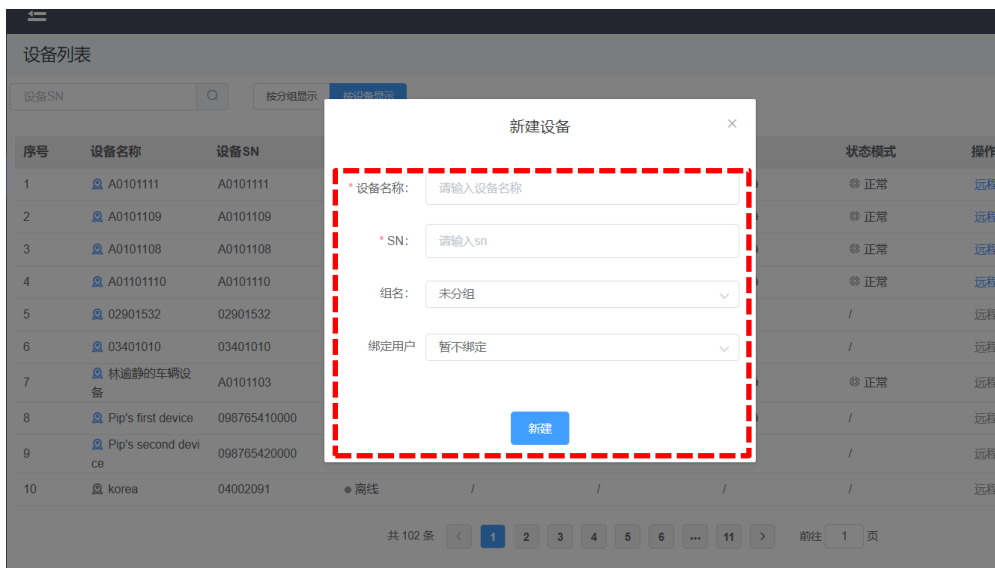 设备列表
设备SN
按分组显示 按设备显示
新建设备
序号 设备名称 设备SN 状态模式 操作
1 A0101111 A0101111 正常 远程
2 A0101109 A0101109 正常 远程
3 A0101108 A0101108 正常 远程
4 A01101110 A0101110 正常 远程
5 02901532 02901532 / 远程
6 03401010 03401010 / 远程
7 林逾静的车辆设备 A0101103 正常 远程
8 Pip's first device 098765410000 / 远程
9 Pip's second device 098765420000 / 远程
10 korea 04002091 离线 / / / / 远程
* 设备名称： 请输入设备名称
* SN： 请输入sn
组名： 未分组
绑定用户 暂不绑定
新建
共 102 条 < 1 2 3 4 5 6 ... 11 > 前往 1 页